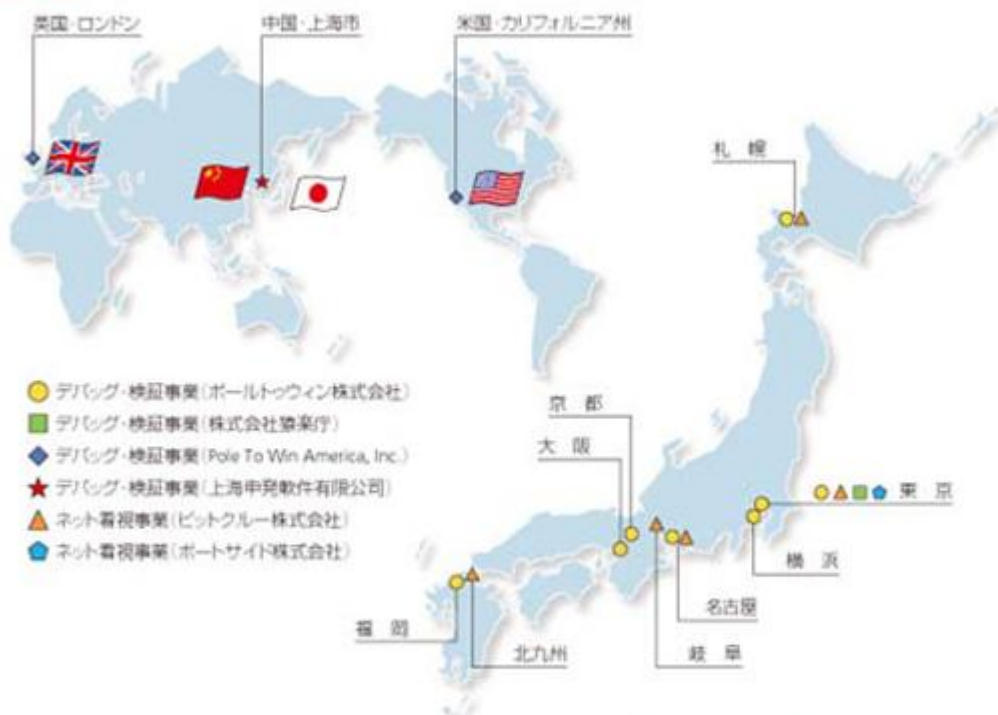 英国・ロンドン
中国・上海市
米国・カリフォルニア州
札幌
デバッグ・検証事業(ポールトゥウィン株式会社)
デバッグ・検証事業(株式会社猿楽庁)
デバッグ・検証事業(Pole To Win America, Inc.)
デバッグ・検証事業(上海申発軟件有限公司)
ネット看視事業(ピットクルー株式会社)
ネット看視事業(ポートサイド株式会社)
京都
大阪
東京
横浜
名古屋
岐阜
福岡
北九州